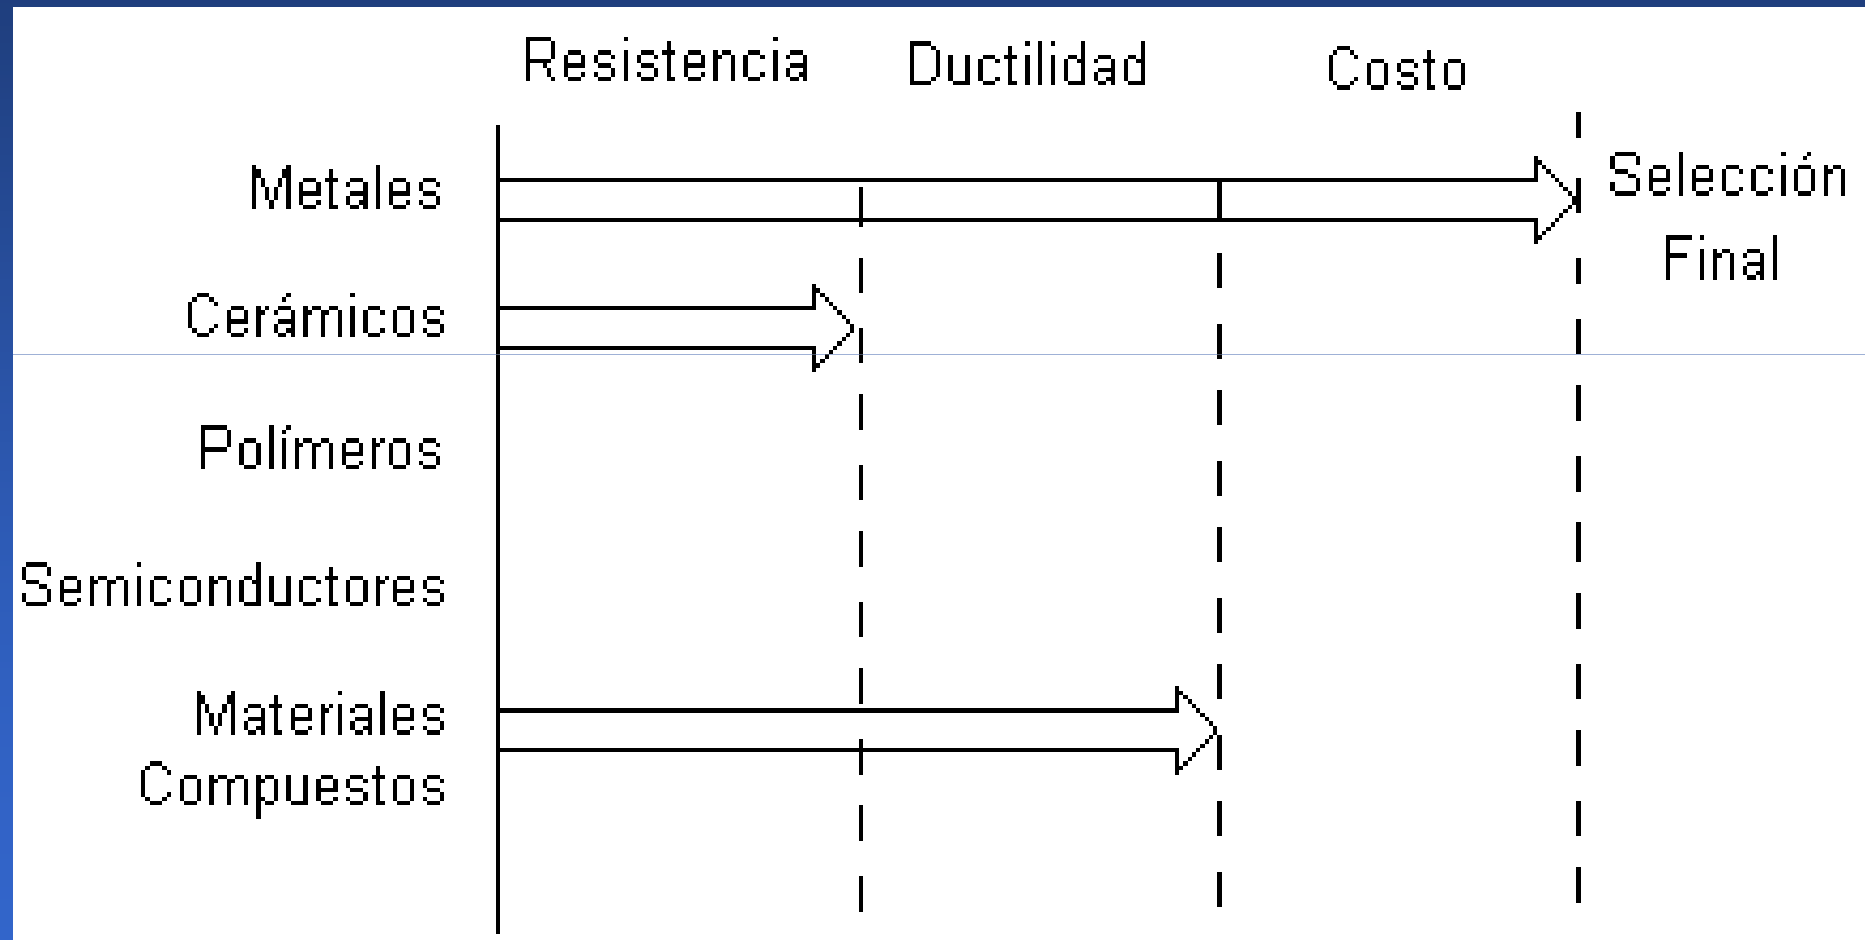 Resistencia Ductilidad Costo
Metales
Selección
Final
Cerámicos
Polímeros
Semiconductores
Materiales
Compuestos